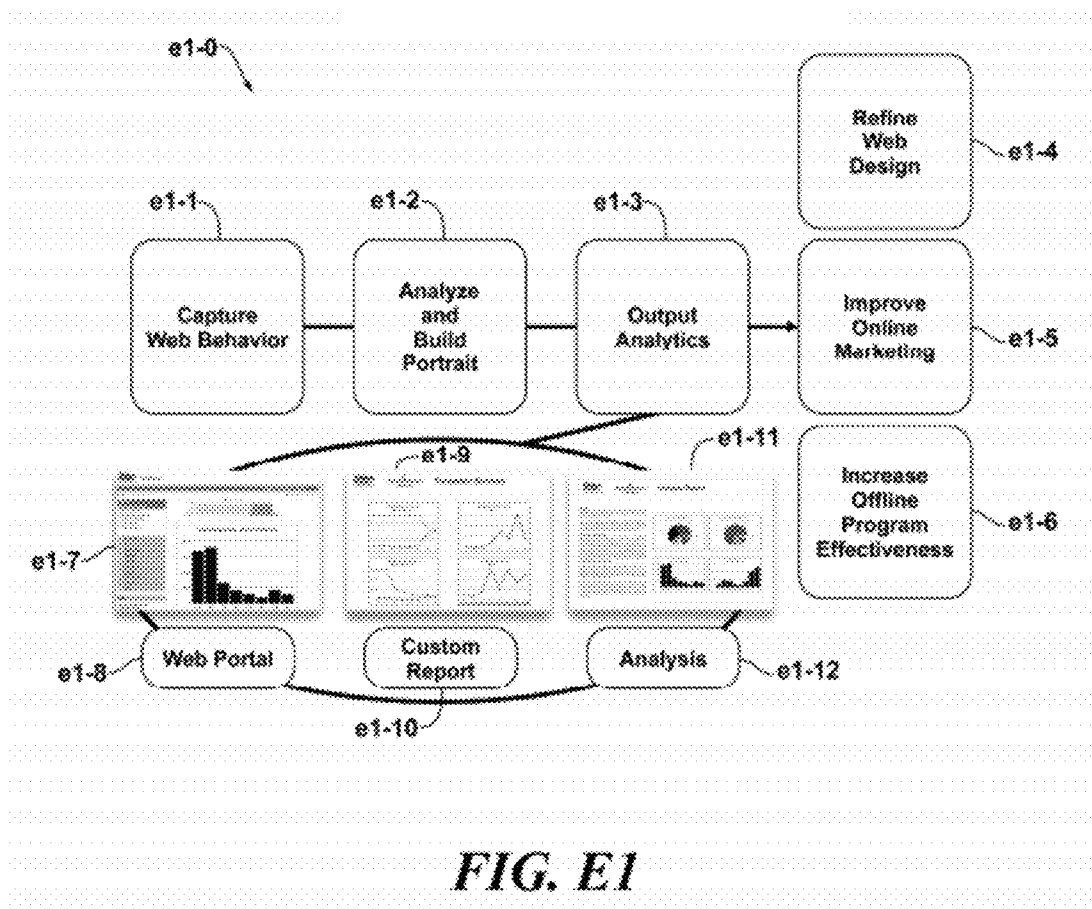 e1-0
Refine
Web
Design
e1-4
e1-1
e1-2
e1-3
Capture
Web Behavior
Analyze
and
Build
Portrait
Output
Analytics
Improve
Online
Marketing
e1-5
e1-9
e1-11
Increase
Offline
Program
Effectiveness
e1-6
e1-7
e1-8
Web Portal
Custom
Report
Analysis
e1-12
e1-10
FIG. E1